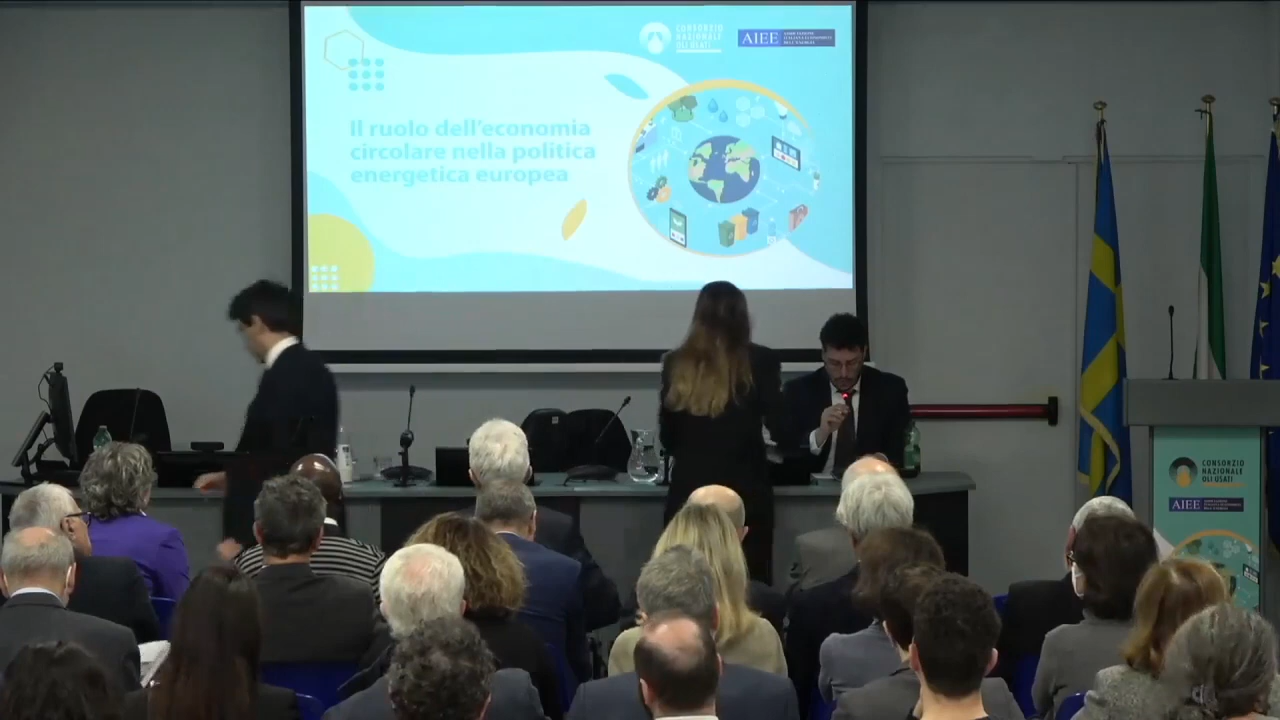 CONSORZIO
NAZIONALE
OLI USATI
AIEE
Il ruolo dell'economia
circolare nella politica
energetica europea
CONSORZIO
NAZIONALE
OLI USATI
AIEE